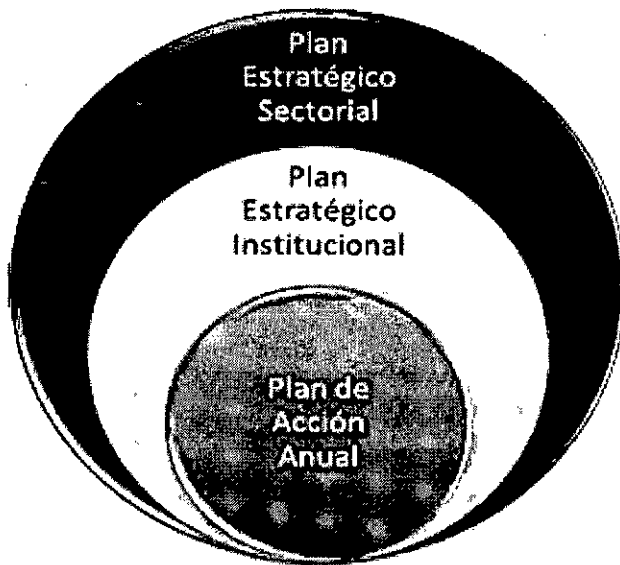 Plan
Estratégico
Sectorial
Plan
Estratégico
Institucional
Plan de
Acción
Anual